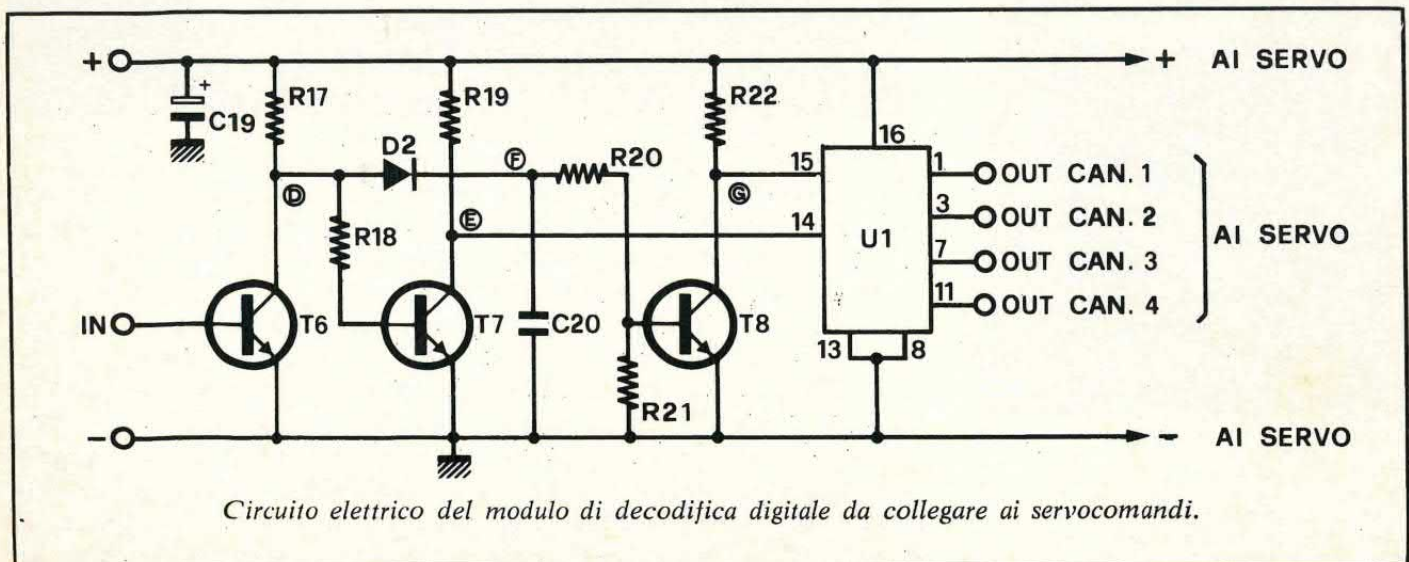 + + AI SERVO
+
C19
R17
R19
R22
D2
F
R20
D
R18
E
G
15
16
14
U1
1 OUT CAN. 1
3 OUT CAN. 2
7 OUT CAN. 3
11 OUT CAN. 4
AI SERVO
IN
T6
T7
C20
T8
R21
13 8
- - AI SERVO
Circuito elettrico del modulo di decodifica digitale da collegare ai servocomandi.